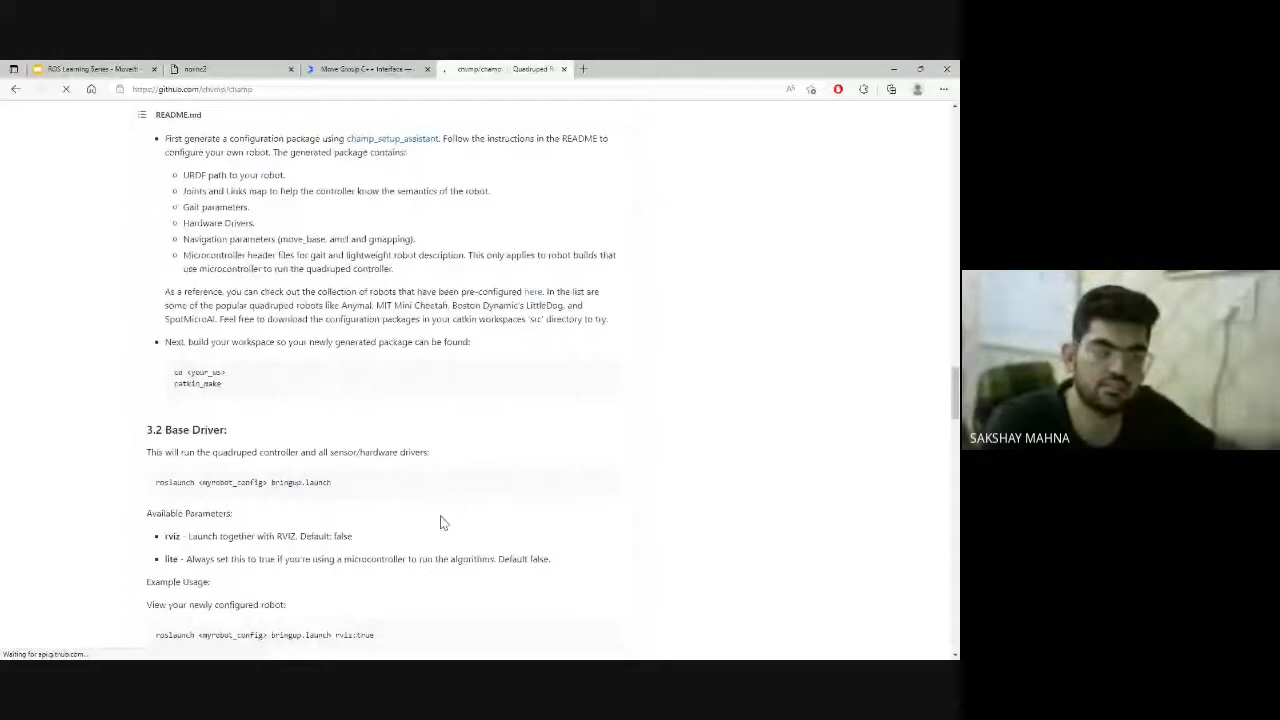 ROS Learning Series - Moveit!
novnc3
Move Group C++ Interface —
chvmp/champ
Quadruped R
https://github.com/chvmp/champ
README.md
First generate a configuration package using champ_setup_assistant. Follow the instructions in the README to
configure your own robot. The generated package contains:
URDF path to your robot.
Joints and Links map to help the controller know the semantics of the robot.
Gait parameters.
Hardware Drivers.
Navigation parameters (move_base, amcl and gmapping).
Microcontroller header files for gait and lightweight robot description. This only applies to robot builds that
use microcontroller to run the quadruped controller.
As a reference, you can check out the collection of robots that have been pre-configured here. In the list are
some of the popular quadruped robots like Anymal, MIT Mini Cheetah, Boston Dynamic's LittleDog, and
SpotMicroAI. Feel free to download the configuration packages in your catkin workspaces 'src' directory to try.
Next, build your workspace so your newly generated package can be found:
cd <your_ws>
catkin_make
3.2 Base Driver:
This will run the quadruped controller and all sensor/hardware drivers:
roslaunch <myrobot_config> bringup.launch
Available Parameters:
rviz - Launch together with RVIZ. Default: false
lite - Always set this to true if you're using a microcontroller to run the algorithms. Default false.
Example Usage:
View your newly configured robot:
roslaunch <myrobot_config> bringup.launch rviz:true
Waiting for api.github.com...
SAKSHAY MAHNA